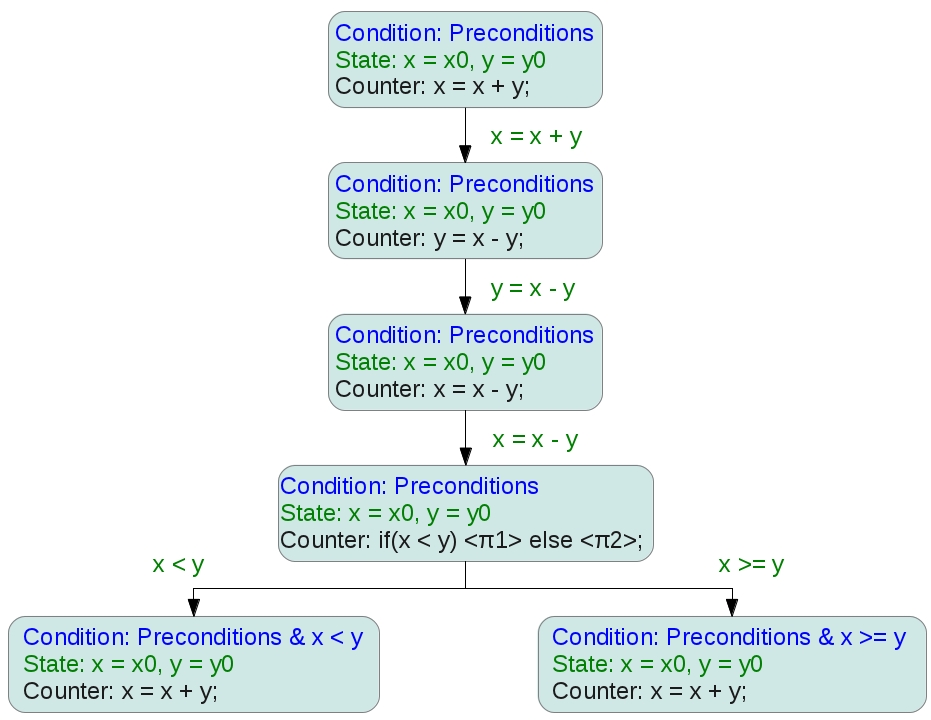 Condition: Preconditions
State: x = x0, y = y0
Counter: x = x + y;
x = x + y
Condition: Preconditions
State: x = x0, y = y0
Counter: y = x - y;
y = x - y
Condition: Preconditions
State: x = x0, y = y0
Counter: x = x - y;
x = x - y
Condition: Preconditions
State: x = x0, y = y0
Counter: if(x < y) <π1> else <π2>;
x < y
x >= y
Condition: Preconditions & x < y
State: x = x0, y = y0
Counter: x = x + y;
Condition: Preconditions & x >= y
State: x = x0, y = y0
Counter: x = x + y;